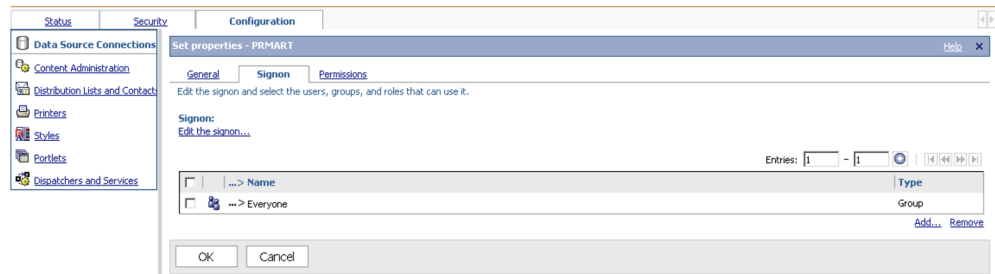 Status Security Configuration
Data Source Connections
Content Administration
Distribution Lists and Contacts
Printers
Styles
Portlets
Dispatchers and Services
Set properties - PRMART Help X
General Signon Permissions
Edit the signon and select the users, groups, and roles that can use it.
Signon:
Edit the signon...
Entries: 1 - 1
...> Name Type
...> Everyone Group
Add... Remove
OK Cancel